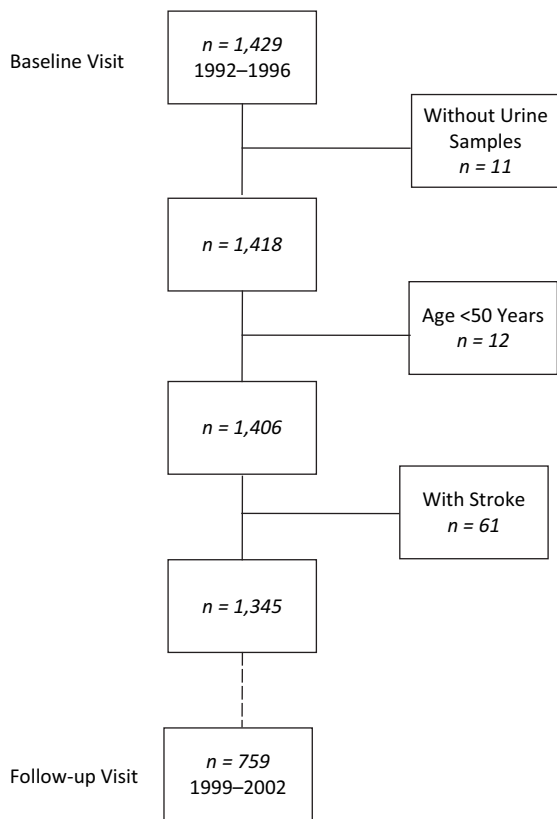 Baseline Visit
n = 1,429
1992–1996
Without Urine
Samples
n = 11
n = 1,418
Age <50 Years
n = 12
n = 1,406
With Stroke
n = 61
n = 1,345
Follow-up Visit
n = 759
1999–2002